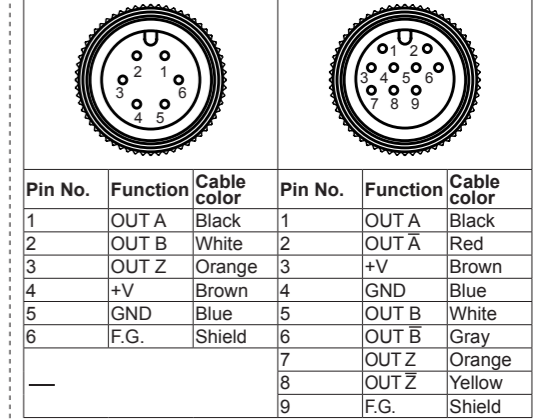 2 1
3 6
4 5
1 2
3 4 5 6
7 8 9
Pin No. Function Cable color Pin No. Function Cable color
1 OUT A Black 1 OUT A Black
2 OUT B White 2 OUT A̅ Red
3 OUT Z Orange 3 +V Brown
4 +V Brown 4 GND Blue
5 GND Blue 5 OUT B White
6 F.G. Shield 6 OUT B̅ Gray
7 OUT Z Orange
— 8 OUT Z̅ Yellow
9 F.G. Shield